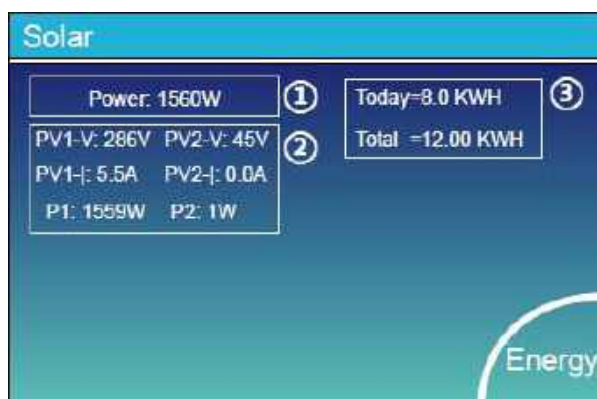 Solar
Power: 1560W
①
PV1-V: 286V PV2-V: 45V
②
PV1-I: 5.5A PV2-I: 0.0A
P1: 1559W P2: 1W
Today=8.0 KWH
③
Total =12.00 KWH
Energy